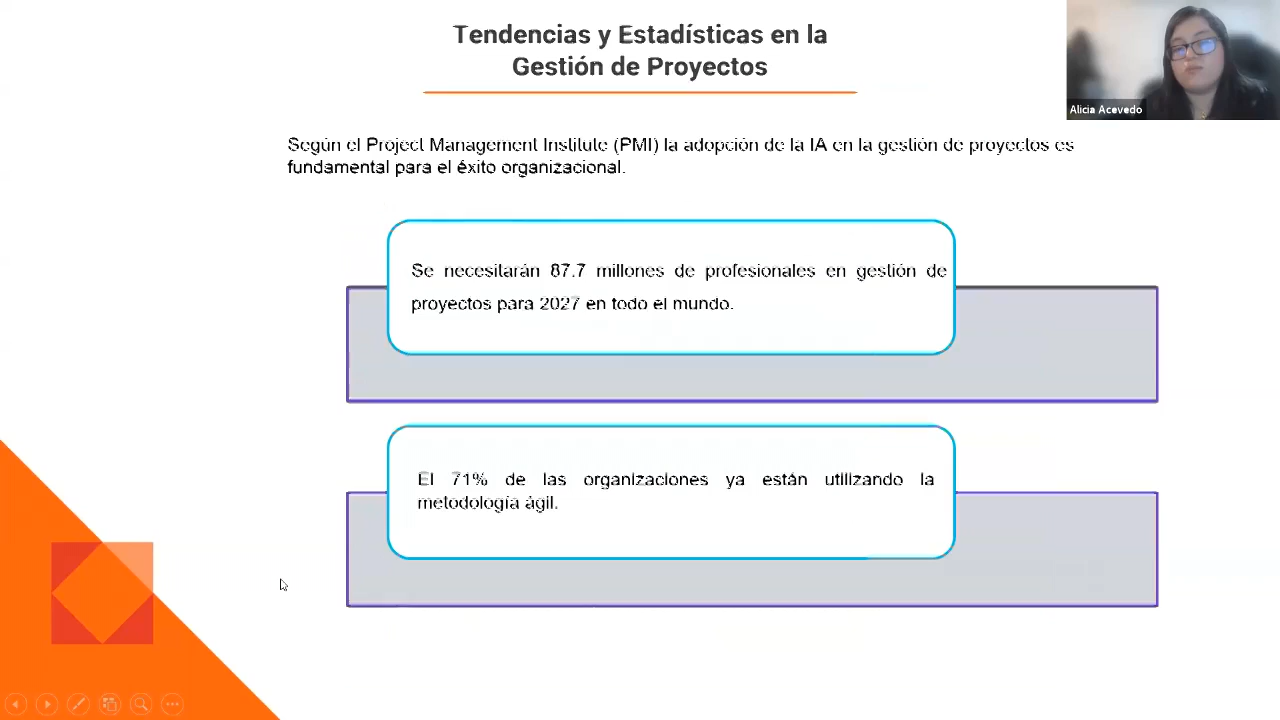 Tendencias y Estadísticas en la
Gestión de Proyectos
Alicia Acevedo
Según el Project Management Institute (PMI) la adopción de la IA en la gestión de proyectos es
fundamental para el éxito organizacional.
Se necesitarán 87.7 millones de profesionales en gestión de
proyectos para 2027 en todo el mundo.
El 71% de las organizaciones ya están utilizando la
metodología ágil.